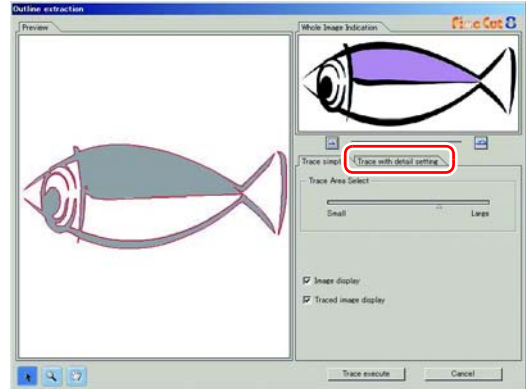 Outline extraction
Preview
Whole Image Indication
Fine Cut 8
Trace simple
Trace with detail setting
Trace Area Select
Small
Large
Image display
Traced image display
Trace execute
Cancel